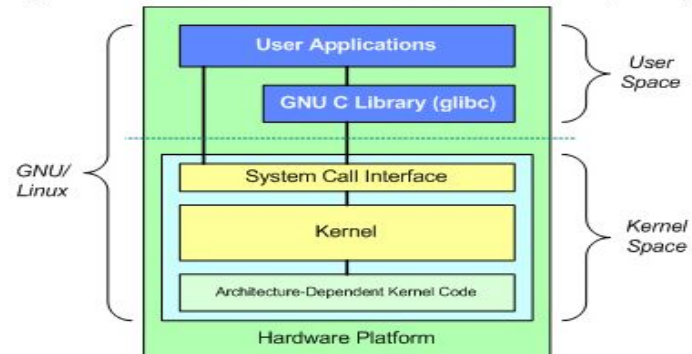 User Applications
User
Space
GNU C Library (glibc)
GNU/
Linux
System Call Interface
Kernel
Kernel
Space
Architecture-Dependent Kernel Code
Hardware Platform